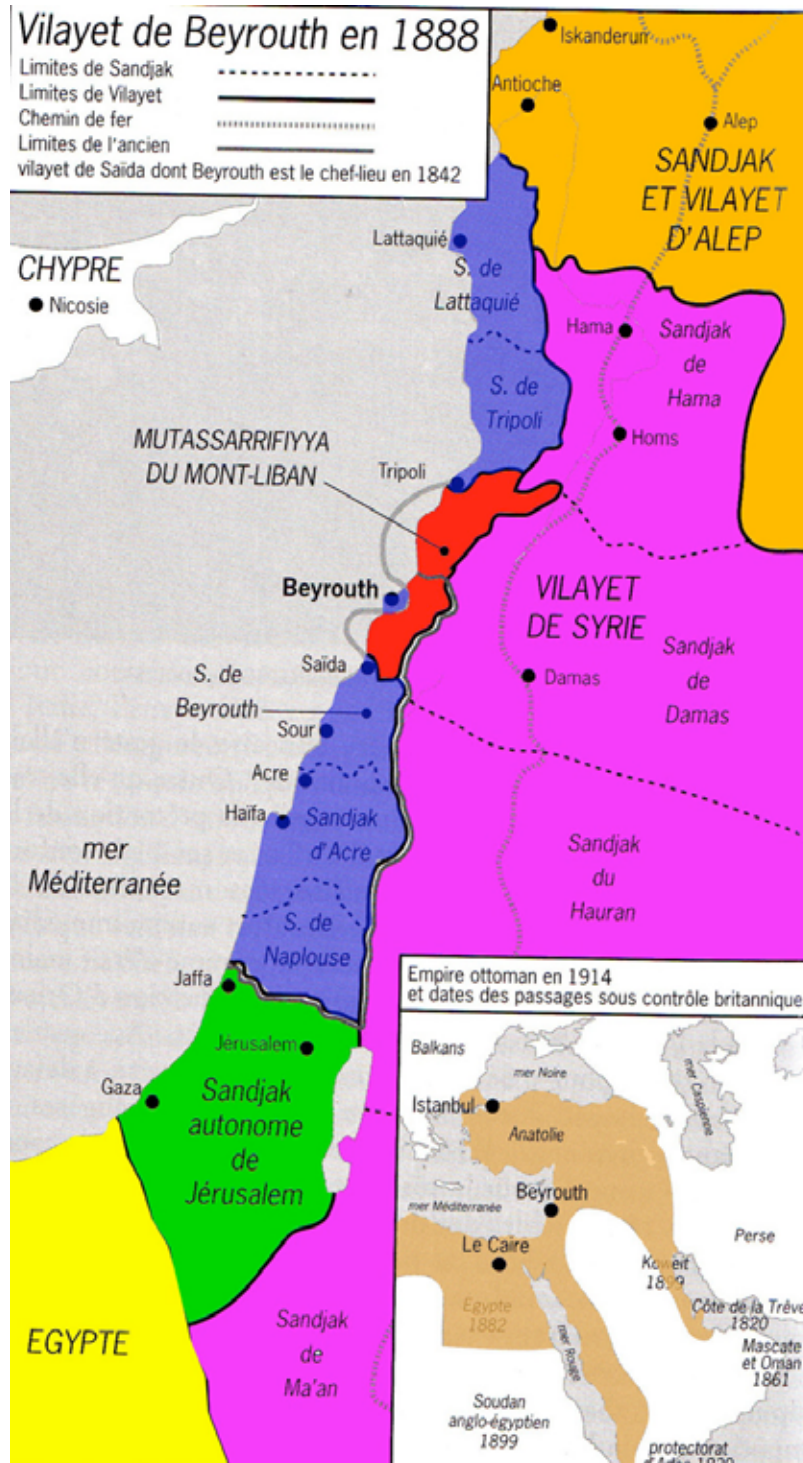 Vilayet de Beyrouth en 1888
Limites de Sandjak
Limites de Vilayet
Chemin de fer
Limites de l'ancien
vilayet de Saïda dont Beyrouth est le chef-lieu en 1842
Iskanderun
Antioche
Alep
SANDJAK
ET VILAYET
D'ALEP
Lattaquié
S. de
Lattaquié
CHYPRE
Nicosie
Hama
Sandjak
de
Hama
S. de
Tripoli
Homs
MUTASSARRIFIYYA
DU MONT-LIBAN
Tripoli
Beyrouth
VILAYET
DE SYRIE
Saïda
Damas
Sandjak
de
Damas
S. de
Beyrouth
Sour
Acre
Haïfa
Sandjak
d'Acre
mer
Méditerranée
Sandjak
du
Hauran
S. de
Naplouse
Jaffa
Jérusalem
Gaza
Sandjak
autonome
de
Jérusalem
EGYPTE
Sandjak
de
Ma'an
Empire ottoman en 1914
et dates des passages sous contrôle britannique
Balkans
mer Noire
mer Caspienne
Istanbul
Anatolie
Beyrouth
mer Méditerranée
Le Caire
Perse
Koweit
1899
Egypte
1882
Côte de la Trêve
1820
mer Rouge
Mascate
et Oman
1861
Soudan
anglo-égyptien
1899
protectorat